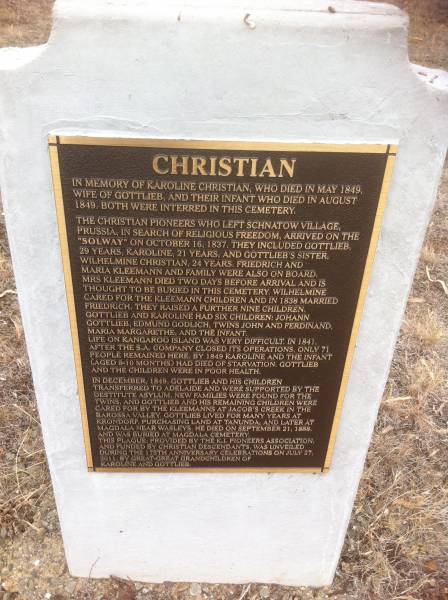 CHRISTIAN
IN MEMORY OF KAROLINE CHRISTIAN, WHO DIED IN MAY 1849,
WIFE OF GOTTLIEB, AND THEIR INFANT WHO DIED IN AUGUST
1849. BOTH WERE INTERRED IN THIS CEMETERY.
THE CHRISTIAN PIONEERS WHO LEFT SCHNATOW VILLAGE,
PRUSSIA, IN SEARCH OF RELIGIOUS FREEDOM, ARRIVED ON THE
"SOLWAY" ON OCTOBER 16, 1837. THEY INCLUDED GOTTLIEB,
29 YEARS, KAROLINE, 21 YEARS, AND GOTTLIEB'S SISTER,
WILHELMINE CHRISTIAN, 24 YEARS. FRIEDRICH AND
MARIA KLEEMANN AND FAMILY WERE ALSO ON BOARD.
MRS KLEEMANN DIED TWO DAYS BEFORE ARRIVAL AND IS
THOUGHT TO BE BURIED IN THIS CEMETERY. WILHELMINE
CARED FOR THE KLEEMANN CHILDREN AND IN 1838 MARRIED
FRIEDRICH. THEY RAISED A FURTHER NINE CHILDREN.
GOTTLIEB AND KAROLINE HAD SIX CHILDREN: JOHANN
GOTTLIEB, EDMUND GODLICH, TWINS JOHN AND FERDINAND,
MARIA MARGARETHE, AND THE INFANT.
LIFE ON KANGAROO ISLAND WAS VERY DIFFICULT. IN 1841,
AFTER THE S.A. COMPANY CLOSED ITS OPERATIONS, ONLY 71
PEOPLE REMAINED HERE. BY 1849 KAROLINE AND THE INFANT
(AGED 8-10 MONTHS) HAD DIED OF STARVATION. GOTTLIEB
AND THE CHILDREN WERE IN POOR HEALTH.
IN DECEMBER, 1849, GOTTLIEB AND HIS CHILDREN
TRANSFERRED TO ADELAIDE AND WERE SUPPORTED BY THE
DESTITUTE ASYLUM. NEW FAMILIES WERE FOUND FOR THE
TWINS, AND GOTTLIEB AND HIS REMAINING CHILDREN WERE
CARED FOR BY THE KLEEMANNS AT JACOB'S CREEK IN THE
BAROSSA VALLEY. GOTTLIEB LIVED FOR MANY YEARS AT
KRONDORF, PURCHASING LAND AT TANUNDA, AND LATER AT
MAGDALA NEAR WASLEYS. HE DIED ON SEPTEMBER 21, 1888,
AND WAS BURIED AT MAGDALA CEMETERY.
THIS PLAQUE, PROVIDED BY THE K.I. PIONEERS ASSOCIATION,
AND FUNDED BY CHRISTIAN DESCENDANTS, WAS UNVEILED
DURING THE 175TH ANNIVERSARY CELEBRATIONS ON JULY 27,
2011, BY GREAT-GREAT GRANDCHILDREN OF
KAROLINE AND GOTTLIEB.